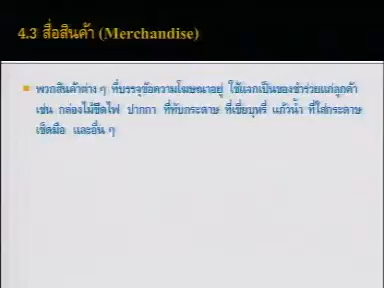 4.3 สื่อสินค้า (Merchandise)
พวกสินค้าต่าง ๆ ที่บรรจุข้อความโฆษณาอยู่ ใช้แจกเป็นของชำร่วยแก่ลูกค้า
เช่น กล่องไม้ขีดไฟ ปากกา ที่ทับกระดาษ ที่เขี่ยบุหรี่ แก้วน้ำ ที่ใส่กระดาษ
เช็ดมือ และอื่น ๆ